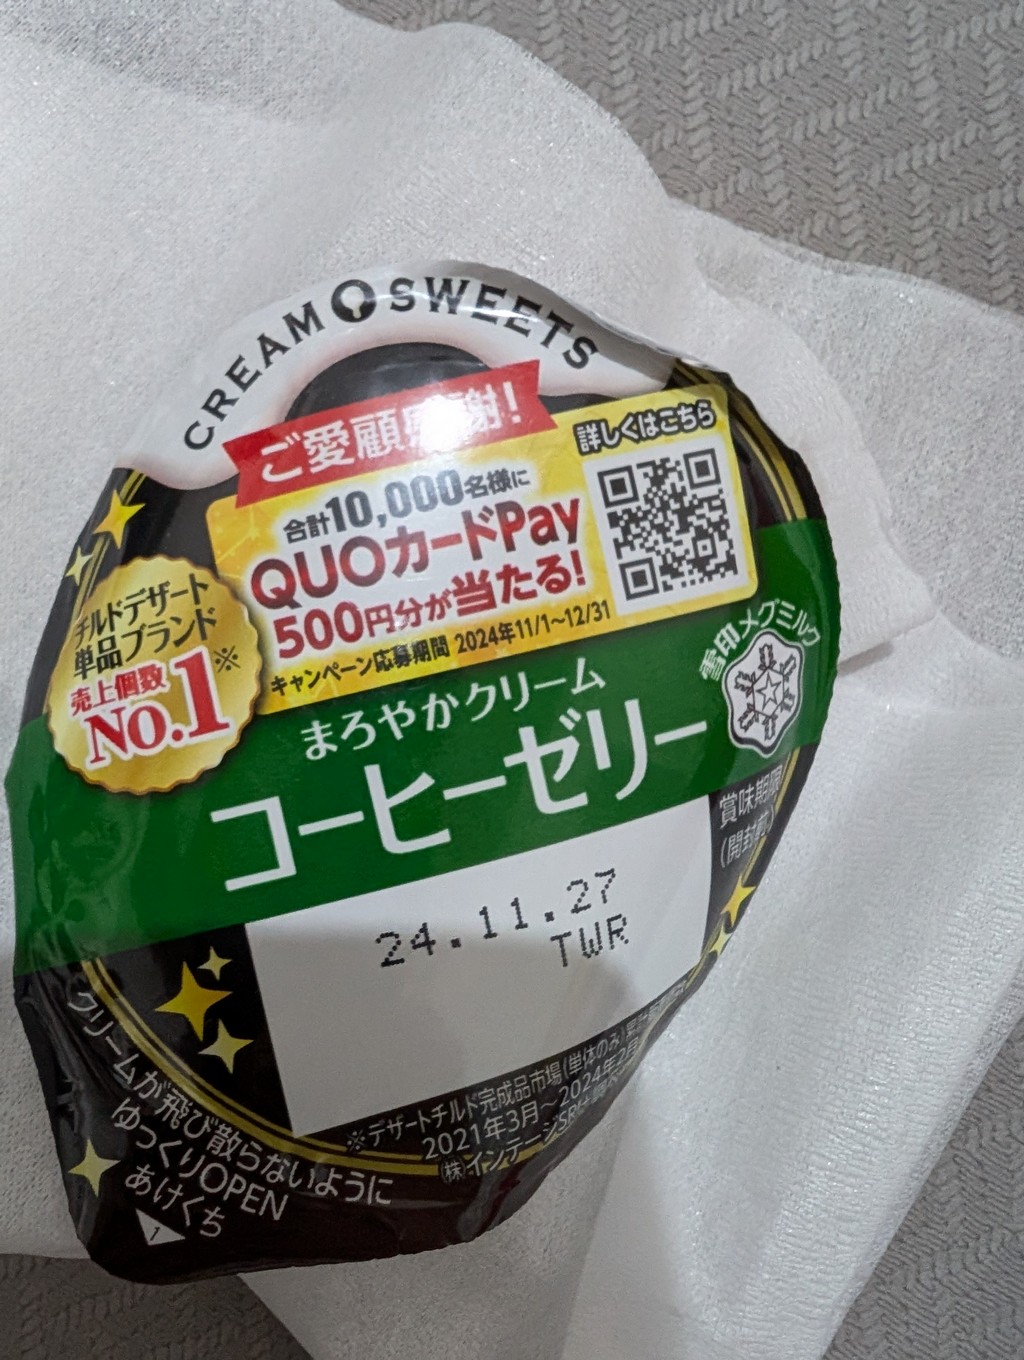 CREAM SWEETS
ご愛顧感謝!
詳しくはこちら
合計10,000名様に
QUOカードPay
500円分が当たる!
キャンペーン応募期間 2024年11/1~12/31
チルドデザート
単品ブランド※
売上個数
No.1
雪印メグミルク
まろやかクリーム
コーヒーゼリー
賞味期限
(開封前)
24.11.27
TWR
※デザートチルド完成品市場(単体のみ)
2021年3月~2024年2月
(株)インテージSRI
クリームが飛び散らないように
ゆっくりOPEN
あけくち
1